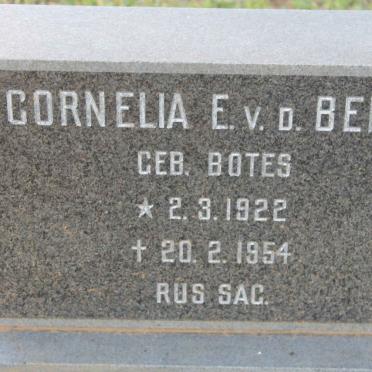 CORNELIA E. v. D. BE
GEB. BOTES
* 2.3.1922
† 20.2.1954
RUS SAG.